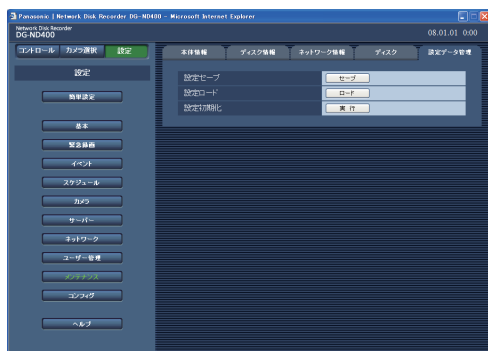 Panasonic | Network Disk Recorder DG-ND400 - Microsoft Internet Explorer
Network Disk Recorder
DG-ND400
08.01.01 0:00
コントロール カメラ選択 設定
本体情報 ディスク情報 ネットワーク情報 ディスク 設定データ管理
設定
設定セーブ セーブ
設定ロード ロード
設定初期化 実行
簡単設定
基本
緊急録画
イベント
スケジュール
カメラ
サーバー
ネットワーク
ユーザー管理
メンテナンス
コンフィグ
ヘルプ